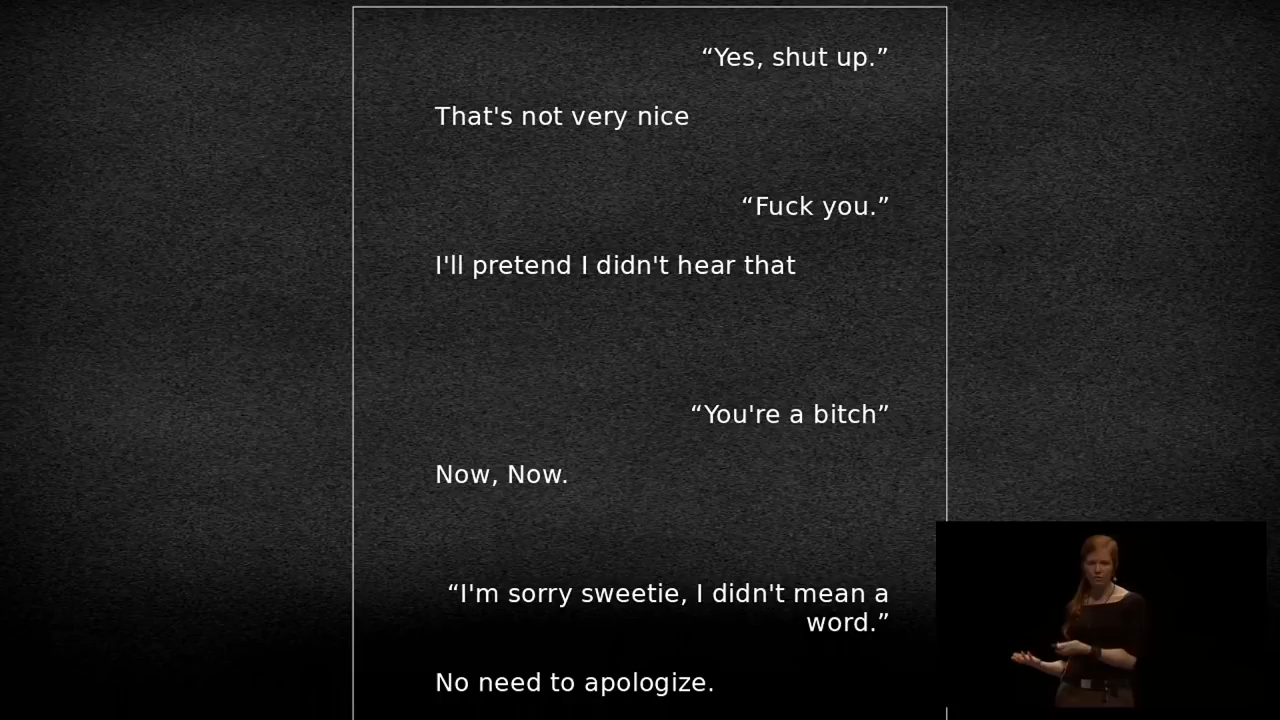 “Yes, shut up.”
That's not very nice
“Fuck you.”
I'll pretend I didn't hear that
“You're a bitch”
Now, Now.
“I'm sorry sweetie, I didn't mean a
word.”
No need to apologize.